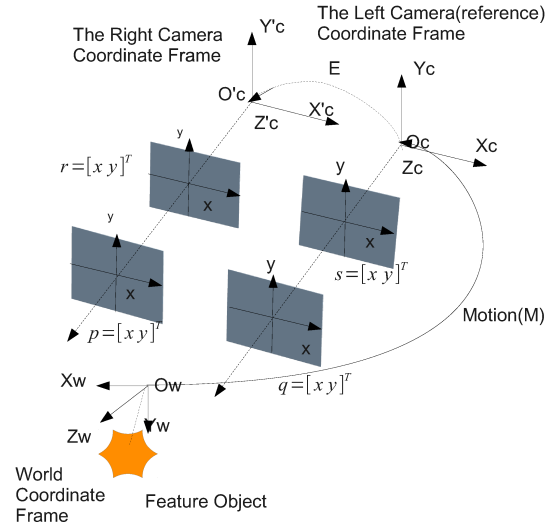 The Right Camera
Coordinate Frame
The Left Camera(reference)
Coordinate Frame
Y'c
E
Yc
O'c
X'c
Z'c
Oc
Xc
Zc
r=[x y]^T
y
x
y
x
s=[x y]^T
y
x
p=[x y]^T
y
x
q=[x y]^T
Motion(M)
Xw
Ow
Zw
Yw
World
Coordinate
Frame
Feature Object